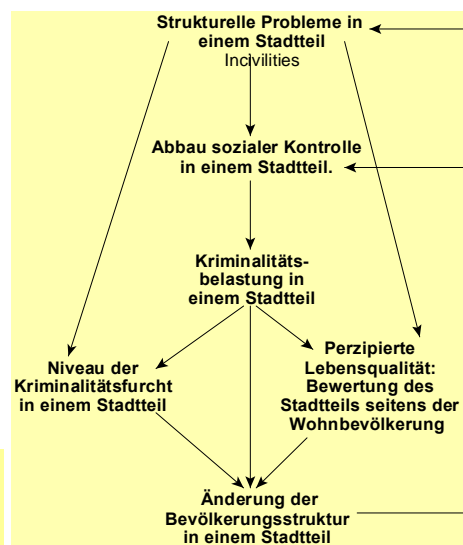 Strukturelle Probleme in
einem Stadtteil
Incivilities
Abbau sozialer Kontrolle
in einem Stadtteil.
Kriminalitäts-
belastung in
einem Stadtteil
Niveau der
Kriminalitätsfurcht
in einem Stadtteil
Perzipierte
Lebensqualität:
Bewertung des
Stadtteils seitens der
Wohnbevölkerung
Änderung der
Bevölkerungsstruktur
in einem Stadtteil